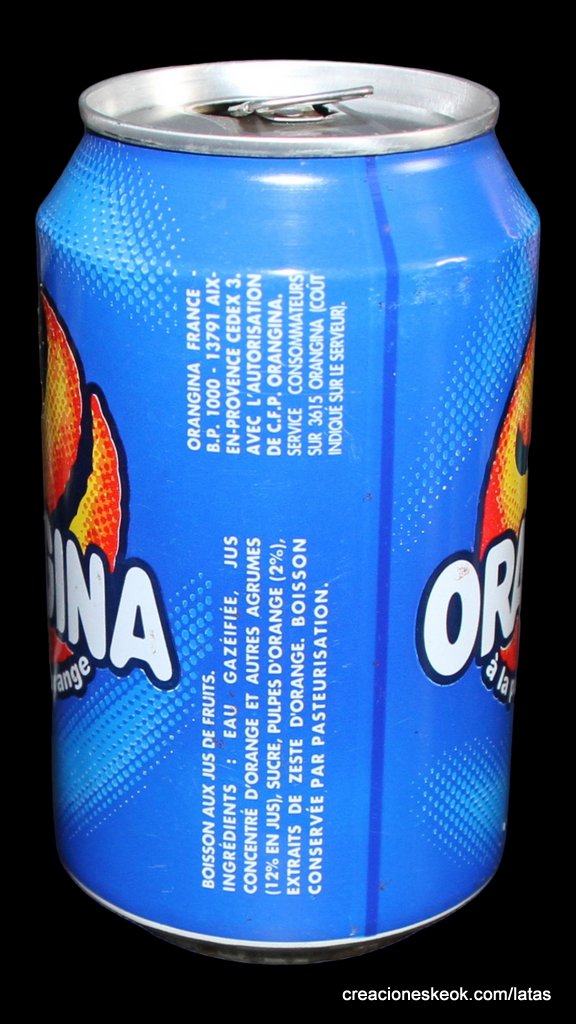 ORANGINA FRANCE -
B.P. 1000 - 13791 AIX-
EN-PROVENCE CEDEX 3.
AVEC L'AUTORISATION
DE C.F.P. ORANGINA.
SERVICE CONSOMMATEURS
SUR 3615 ORANGINA (COÛT
INDIQUÉ SUR LE SERVEUR).
BOISSON AUX JUS DE FRUITS.
INGRÉDIENTS : EAU GAZÉIFIÉE, JUS
CONCENTRÉ D'ORANGE ET AUTRES AGRUMES
(12% EN JUS), SUCRE, PULPES D'ORANGE (2%),
EXTRAITS DE ZESTE D'ORANGE. BOISSON
CONSERVÉE PAR PASTEURISATION.
GINA
range
OR
à la
creacioneskeok.com/latas